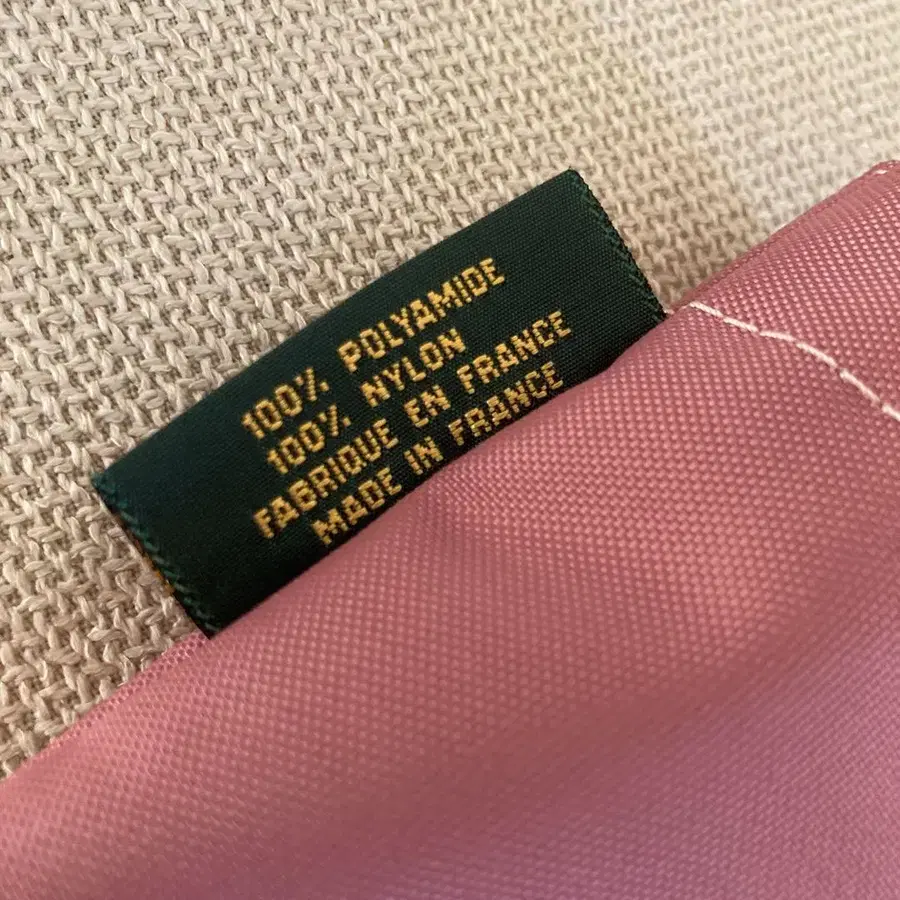 100% POLYAMIDE
100% NYLON
FABRIQUE EN FRANCE
MADE IN FRANCE